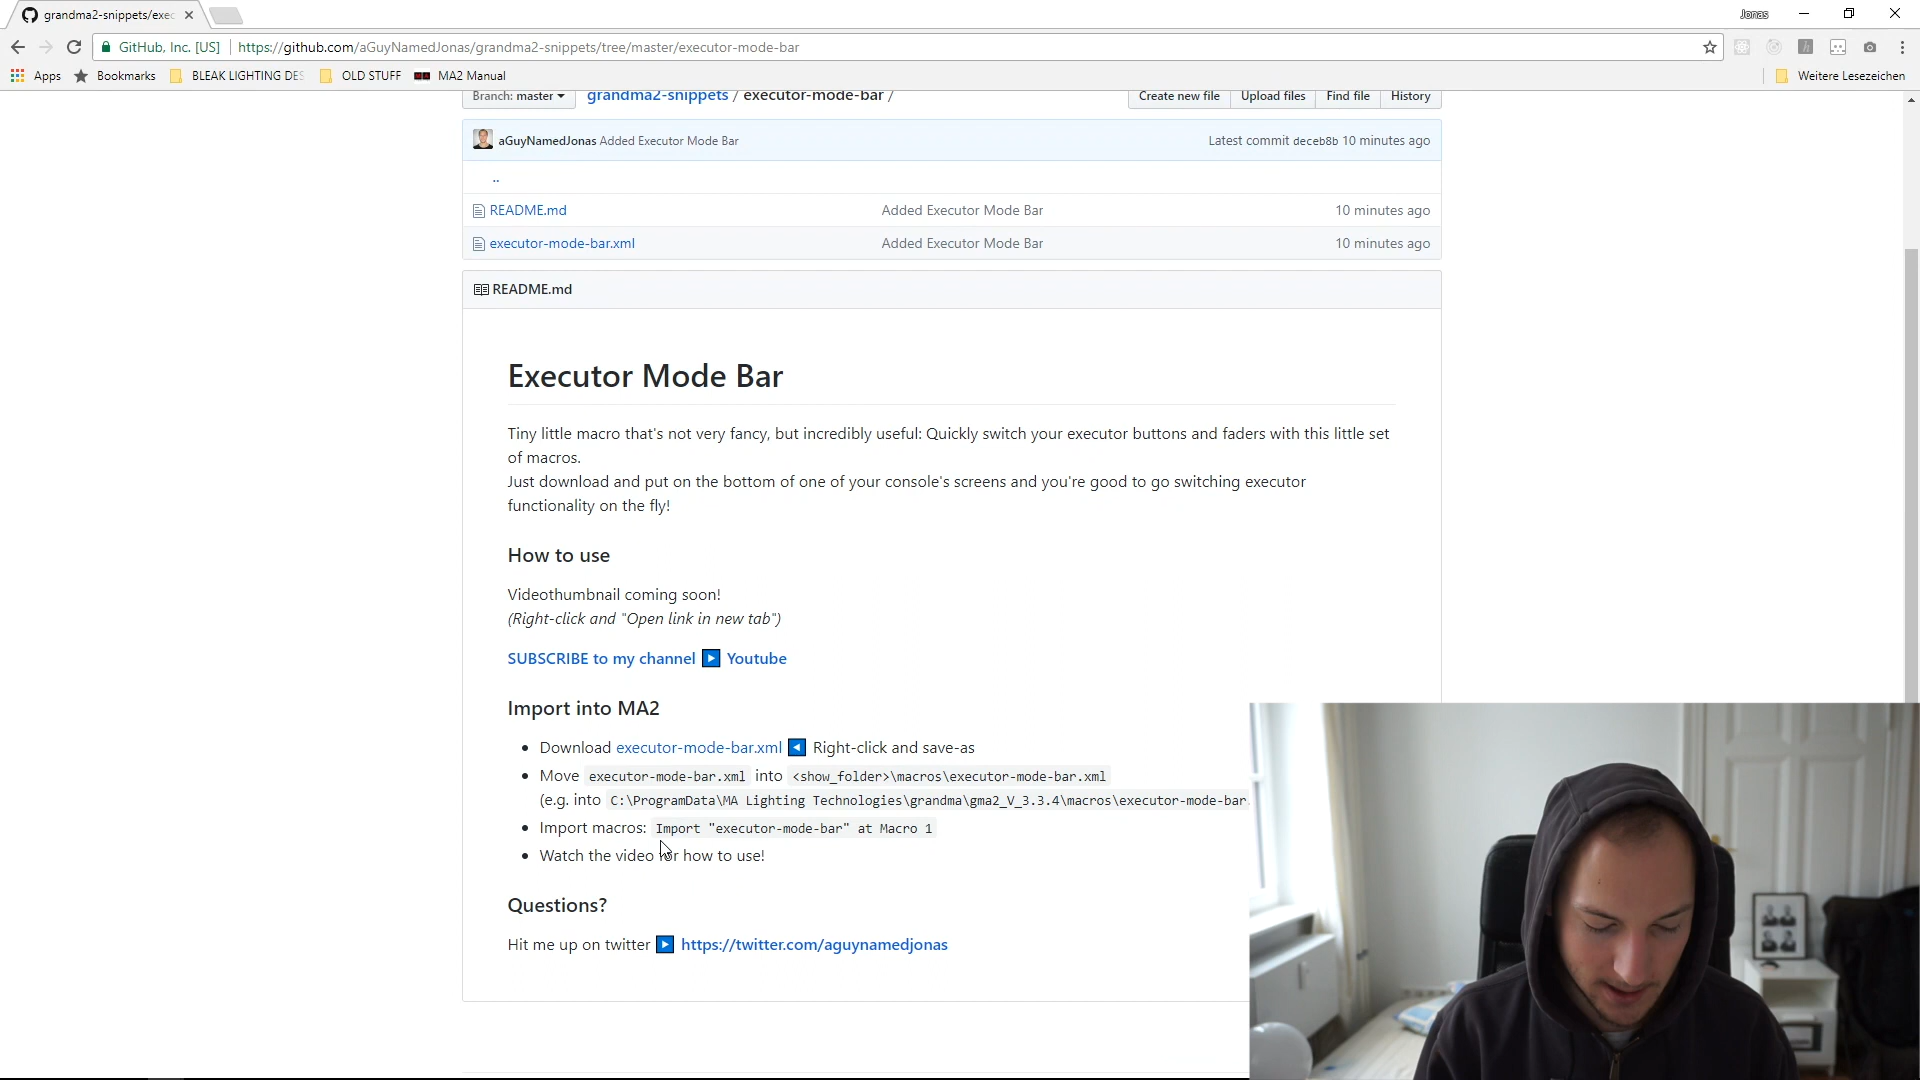 grandma2-snippets/exec
Jonas
GitHub, Inc. [US]
https://github.com/aGuyNamedJonas/grandma2-snippets/tree/master/executor-mode-bar
Apps
Bookmarks
BLEAK LIGHTING DES
OLD STUFF
MA2 Manual
Weitere Lesezeichen
Branch: master
grandma2-snippets / executor-mode-bar /
Create new file
Upload files
Find file
History
aGuyNamedJonas Added Executor Mode Bar
Latest commit deceb8b 10 minutes ago
..
README.md
Added Executor Mode Bar
10 minutes ago
executor-mode-bar.xml
Added Executor Mode Bar
10 minutes ago
README.md
Executor Mode Bar
Tiny little macro that's not very fancy, but incredibly useful: Quickly switch your executor buttons and faders with this little set
of macros.
Just download and put on the bottom of one of your console's screens and you're good to go switching executor
functionality on the fly!
How to use
Videothumbnail coming soon!
(Right-click and "Open link in new tab")
SUBSCRIBE to my channel ▶ Youtube
Import into MA2
• Download executor-mode-bar.xml ◀ Right-click and save-as
• Move executor-mode-bar.xml into <show_folder>\macros\executor-mode-bar.xml
(e.g. into C:\ProgramData\MA Lighting Technologies\grandma\gma2_V_3.3.4\macros\executor-mode-bar.
• Import macros: Import "executor-mode-bar" at Macro 1
• Watch the video for how to use!
Questions?
Hit me up on twitter ▶ https://twitter.com/aguynamedjonas